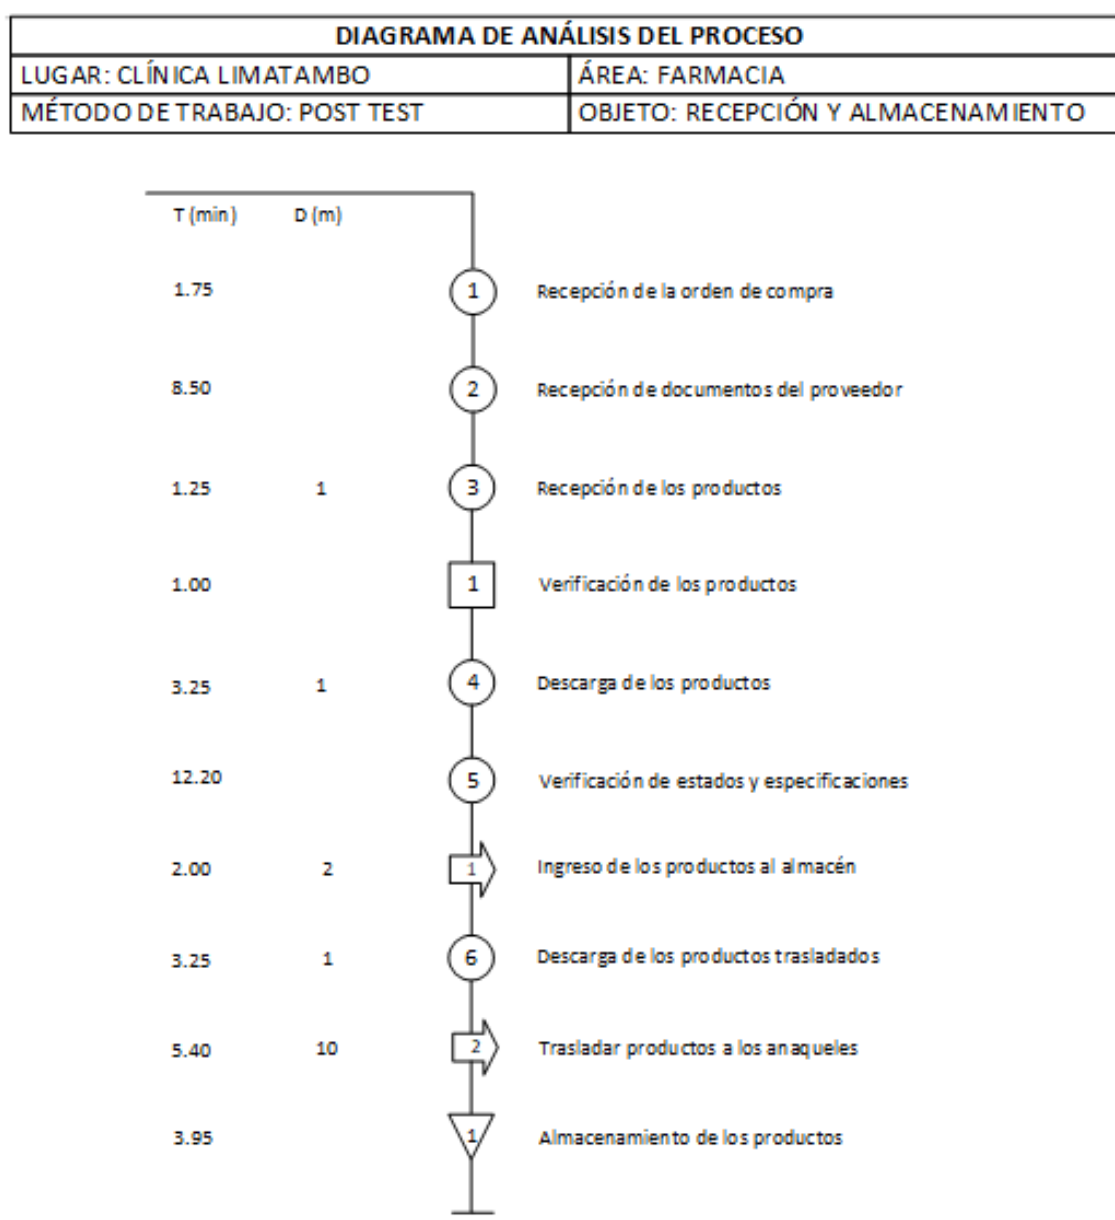 DIAGRAMA DE ANÁLISIS DEL PROCESO
LUGAR: CLÍNICA LIMATAMBO ÁREA: FARMACIA
MÉTODO DE TRABAJO: POST TEST OBJETO: RECEPCIÓN Y ALMACENAMIENTO
T (min) D (m)
1.75 1 Recepción de la orden de compra
8.50 2 Recepción de documentos del proveedor
1.25 1 3 Recepción de los productos
1.00 1 Verificación de los productos
3.25 1 4 Descarga de los productos
12.20 5 Verificación de estados y especificaciones
2.00 2 1 Ingreso de los productos al almacén
3.25 1 6 Descarga de los productos trasladados
5.40 10 2 Trasladar productos a los anaqueles
3.95 1 Almacenamiento de los productos